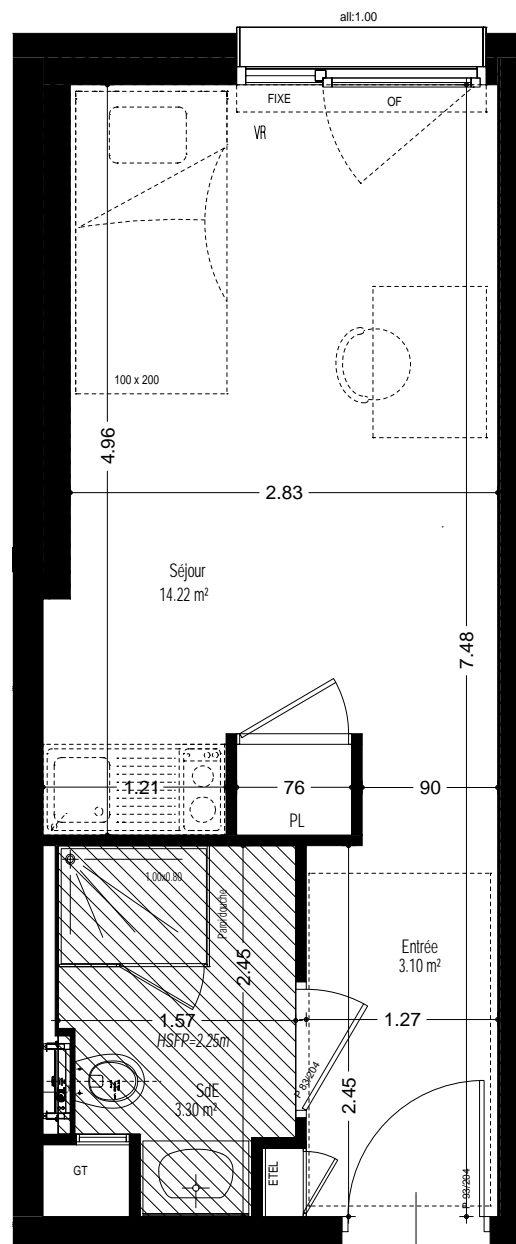 all:1.00
FIXE
OF
VR
100 x 200
4.96
2.83
Séjour
14.22 m²
7.48
1.21
76
90
PL
1.00x0.80
Paroi douche
2.45
Entrée
3.10 m²
1.57
HSFP=2.25m
1.27
P 83/204
SdE
3.30 m²
2.45
GT
ETEL
P 93/204